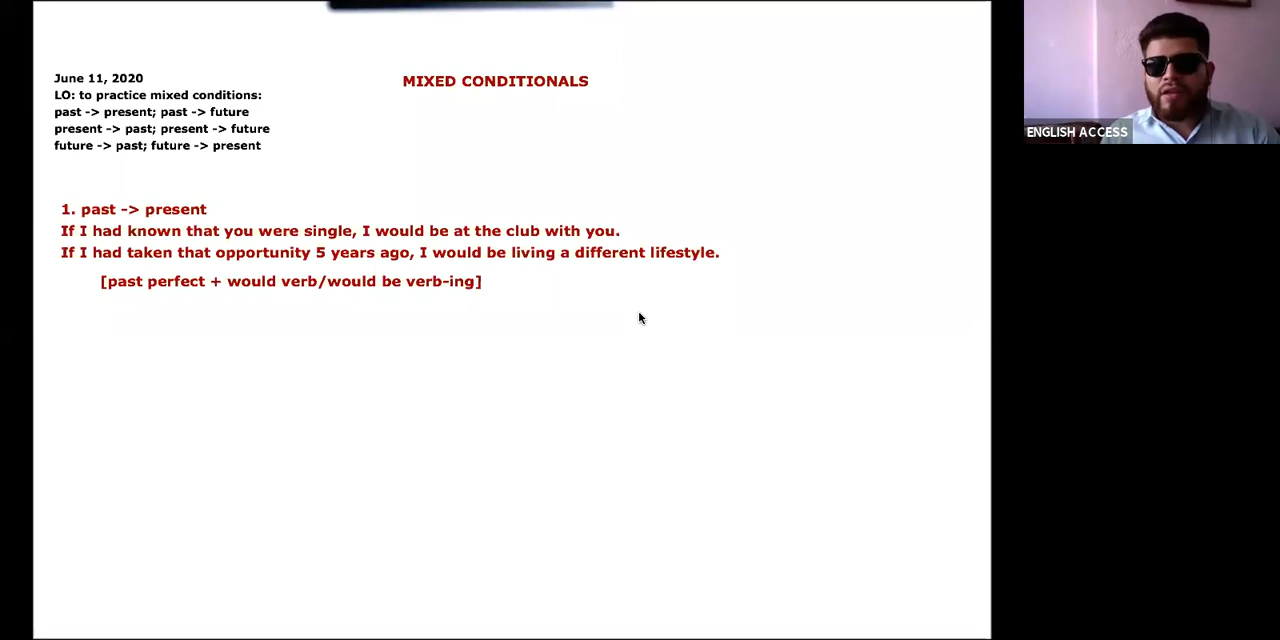 June 11, 2020
MIXED CONDITIONALS
LO: to practice mixed conditions:
past -> present; past -> future
present -> past; present -> future
future -> past; future -> present
1. past -> present
If I had known that you were single, I would be at the club with you.
If I had taken that opportunity 5 years ago, I would be living a different lifestyle.
[past perfect + would verb/would be verb-ing]
ENGLISH ACCESS